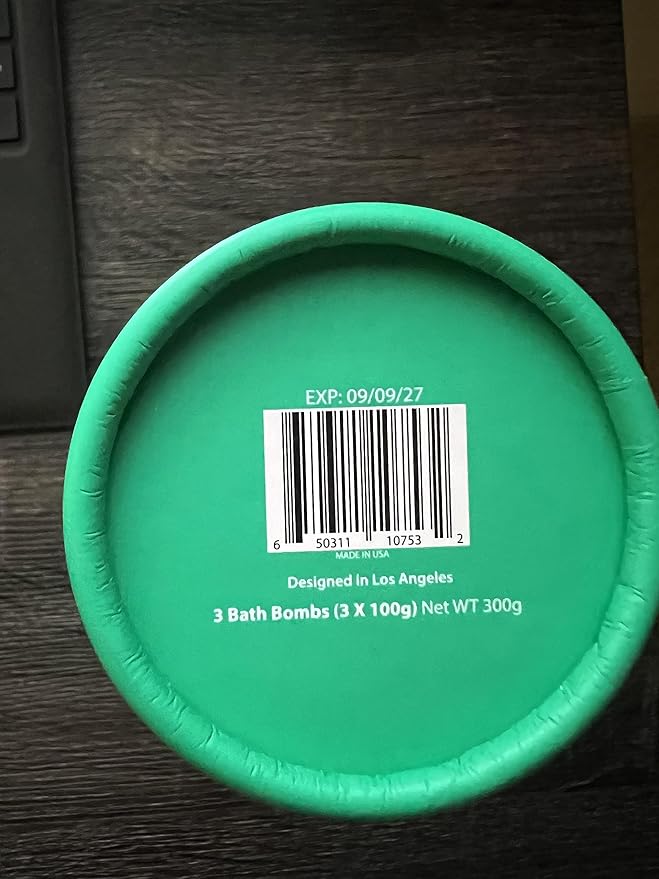 EXP: 09/09/27
6 50311 10753 2
MADE IN USA
Designed in Los Angeles
3 Bath Bombs (3 X 100g) Net WT 300g